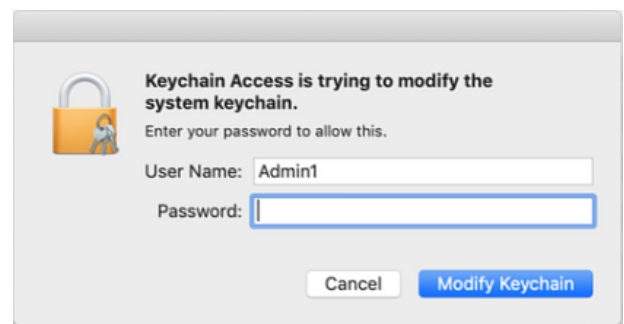 Keychain Access is trying to modify the
system keychain.
Enter your password to allow this.
User Name: Admin1
Password:
Cancel Modify Keychain